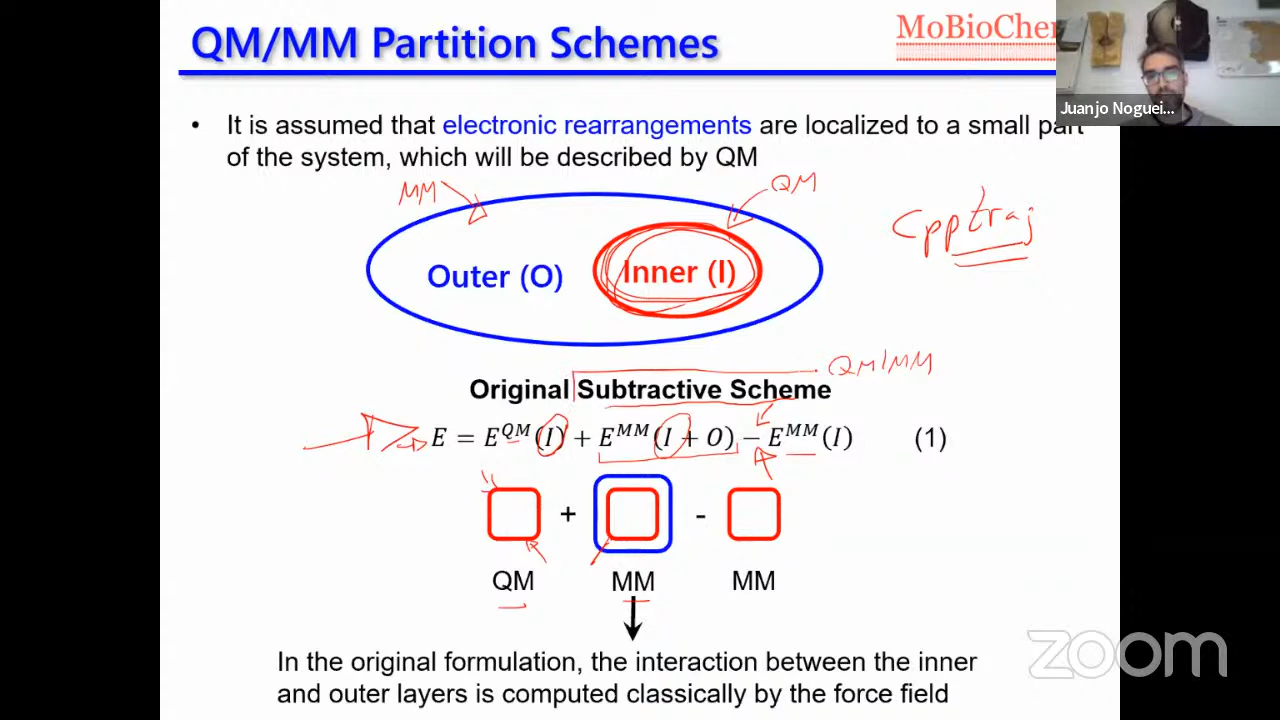 QM/MM Partition Schemes
MoBioChem
Juanjo Noguei...
• It is assumed that electronic rearrangements are localized to a small part
of the system, which will be described by QM
MM
QM
Cpptraj
Outer (O)
Inner (I)
QM/MM
Original Subtractive Scheme
E = E^{QM}(I) + E^{MM}(I + O) − E^{MM}(I) (1)
+ -
QM MM MM
In the original formulation, the interaction between the inner
and outer layers is computed classically by the force field
zoom